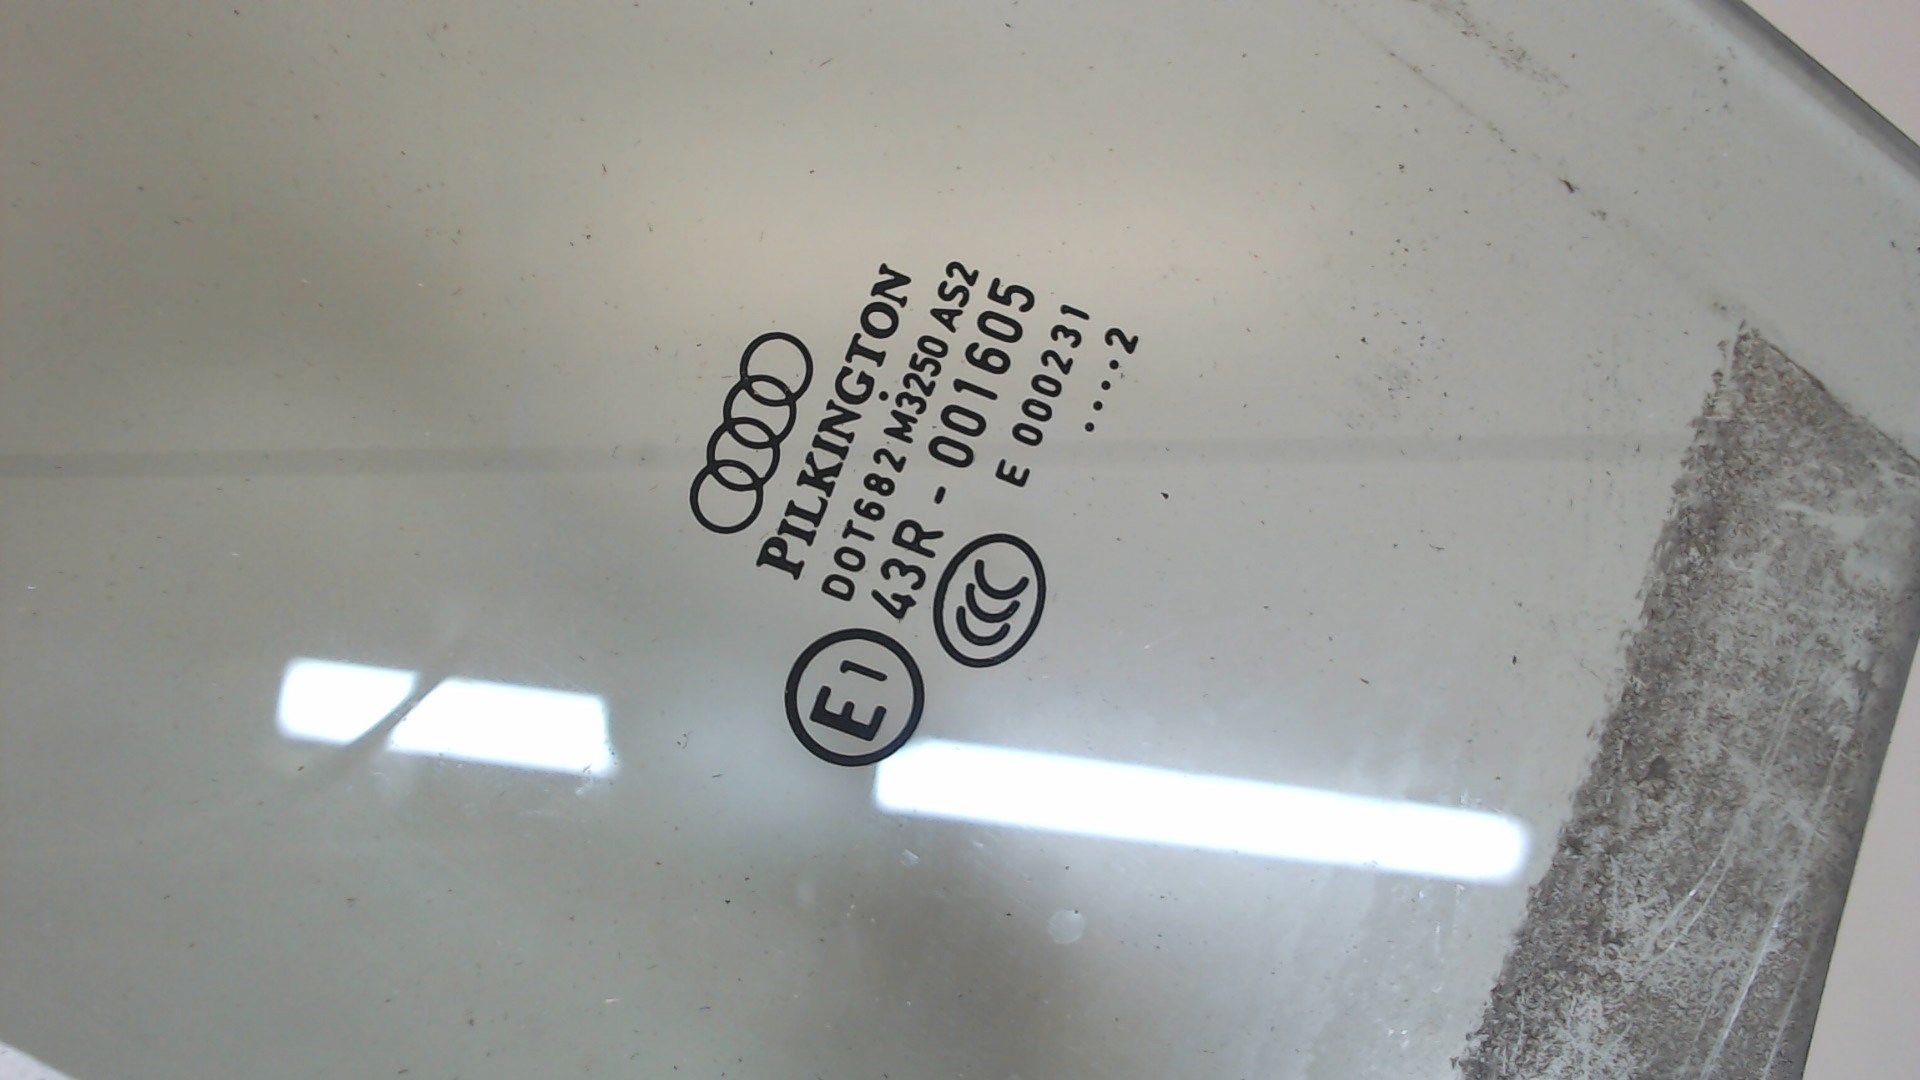 PILKINGTON
DOT682 M3250 AS2
43R - 001605
E1
CCC
E 000231
.....2